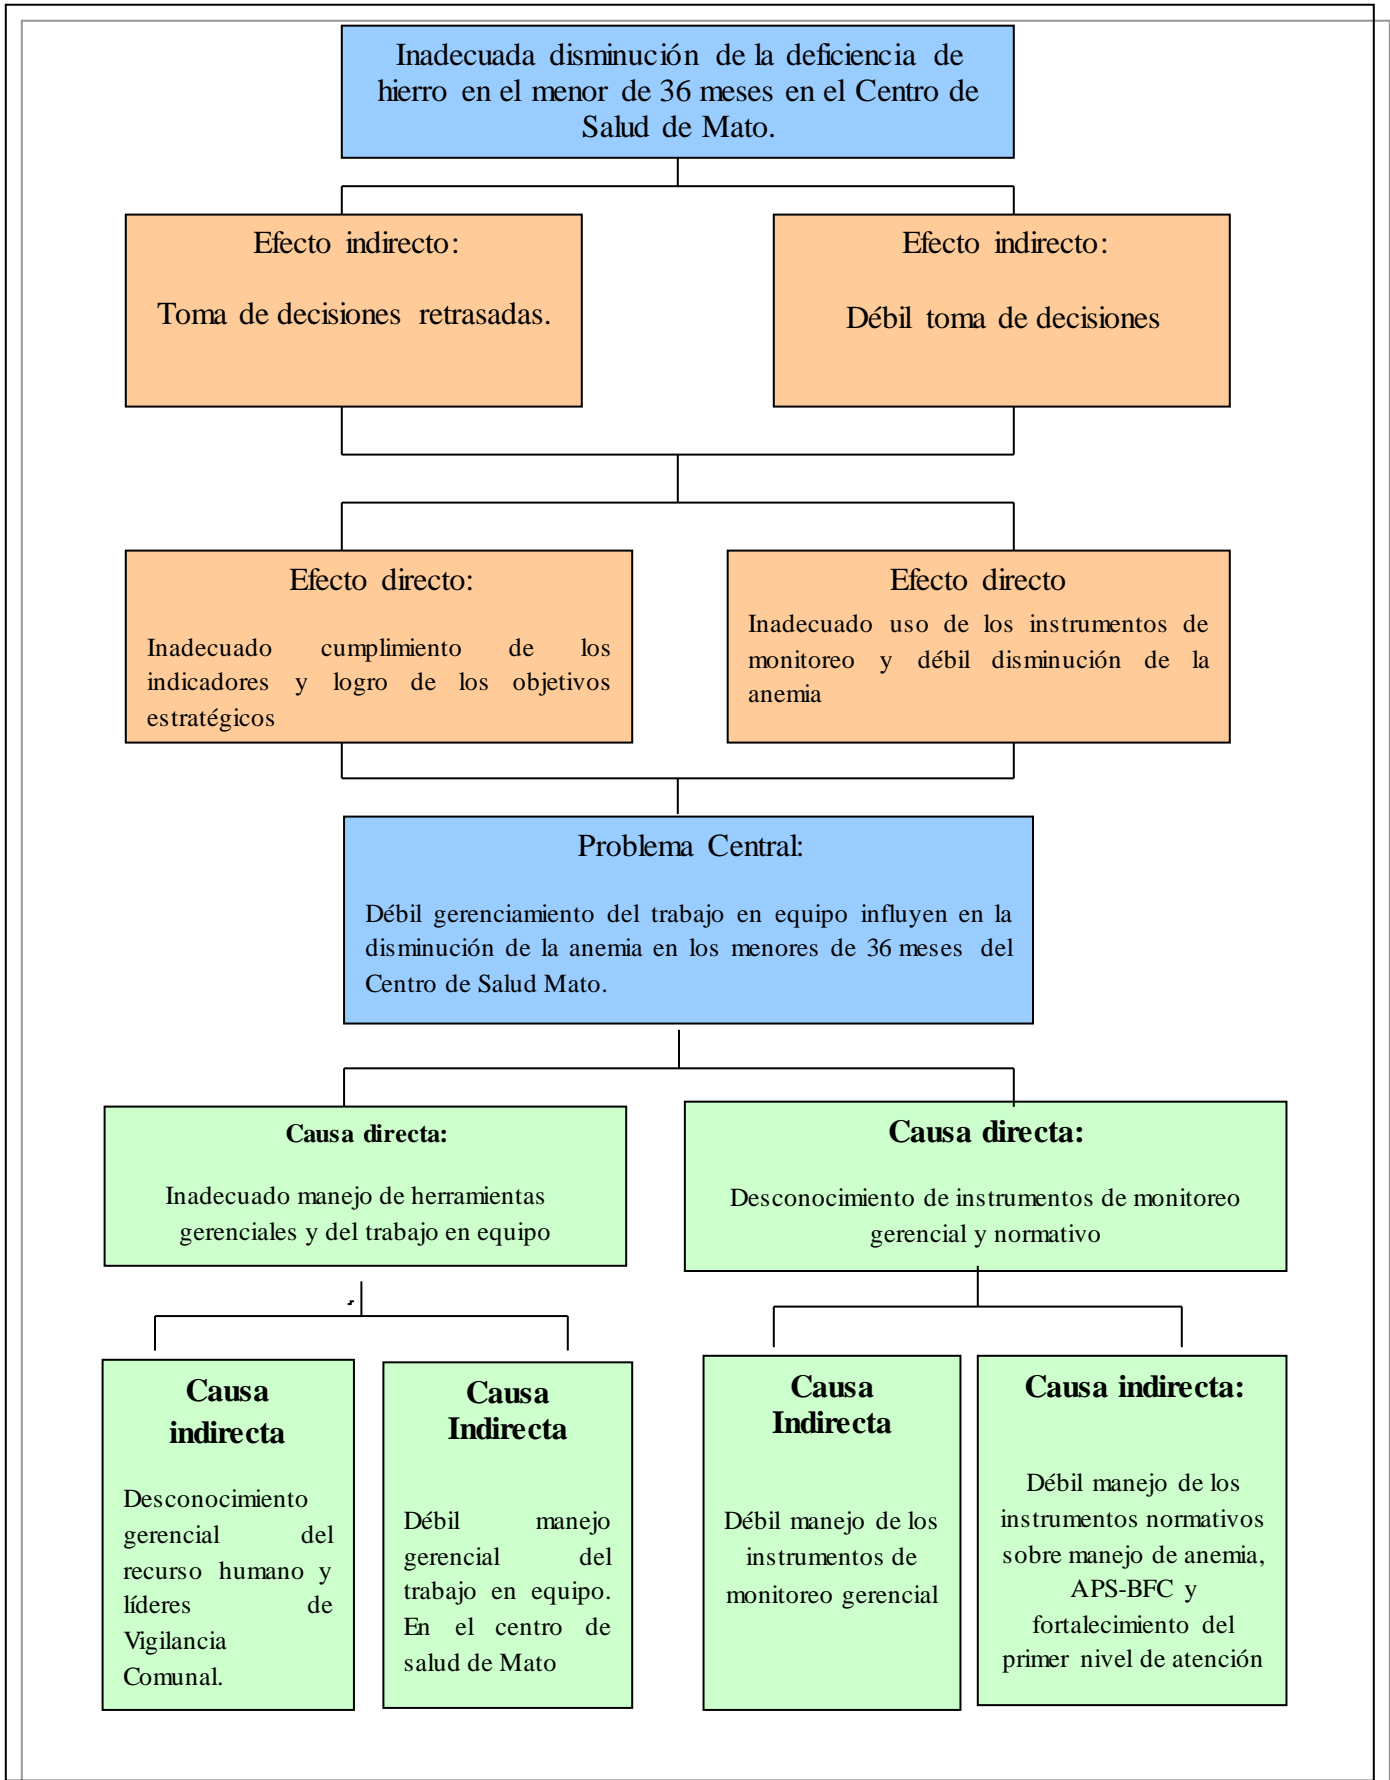 Inadecuada disminución de la deficiencia de
hierro en el menor de 36 meses en el Centro de
Salud de Mato.
Efecto indirecto:
Toma de decisiones retrasadas.
Efecto indirecto:
Débil toma de decisiones
Efecto directo:
Inadecuado cumplimiento de los
indicadores y logro de los objetivos
estratégicos
Efecto directo
Inadecuado uso de los instrumentos de
monitoreo y débil disminución de la
anemia
Problema Central:
Débil gerenciamiento del trabajo en equipo influyen en la
disminución de la anemia en los menores de 36 meses del
Centro de Salud Mato.
Causa directa:
Inadecuado manejo de herramientas
gerenciales y del trabajo en equipo
Causa directa:
Desconocimiento de instrumentos de monitoreo
gerencial y normativo
Causa
indirecta
Desconocimiento
gerencial del
recurso humano y
líderes de
Vigilancia
Comunal.
Causa
Indirecta
Débil manejo
gerencial del
trabajo en equipo.
En el centro de
salud de Mato
Causa
Indirecta
Débil manejo de los
instrumentos de
monitoreo gerencial
Causa indirecta:
Débil manejo de los
instrumentos normativos
sobre manejo de anemia,
APS-BFC y
fortalecimiento del
primer nivel de atención